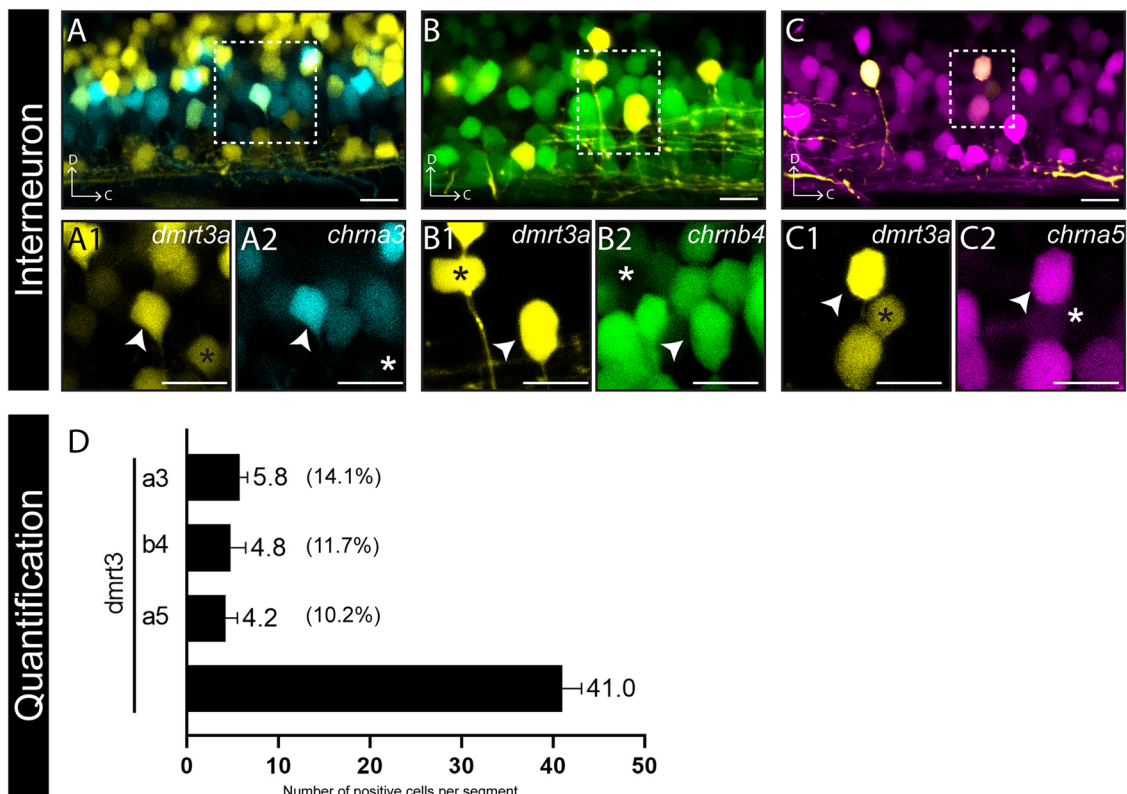 Interneuron
A
D
C
B
D
C
C
D
C
A1 dmrt3a
*
A2 chrna3
*
B1 dmrt3a
*
B2 chrnb4
*
C1 dmrt3a
*
C2 chrna5
*
Quantification
D
dmrt3
a3 5.8 (14.1%)
b4 4.8 (11.7%)
a5 4.2 (10.2%)
41.0
0 10 20 30 40 50
Number of positive cells per segment